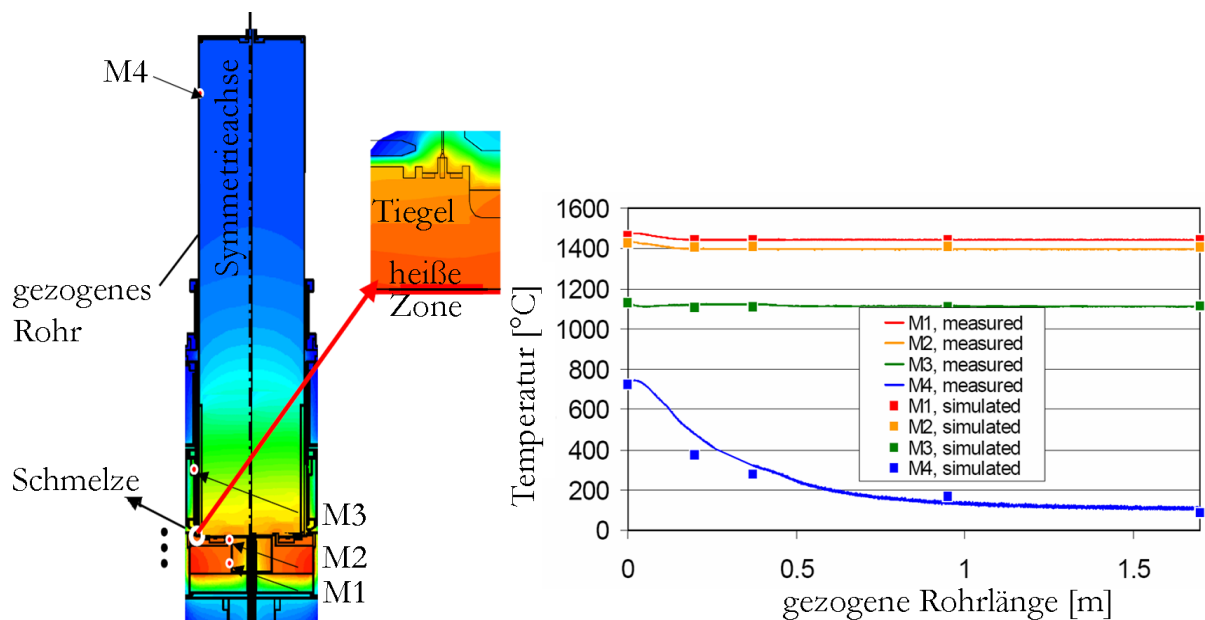 M4
Symmetrieachse
gezogenes
Rohr
Schmelze
M3
M2
M1
Tiegel
heiße
Zone
Temperatur [°C]
1600
1400
1200
1000
800
600
400
200
0
M1, measured
M2, measured
M3, measured
M4, measured
M1, simulated
M2, simulated
M3, simulated
M4, simulated
0 0.5 1 1.5
gezogene Rohrlänge [m]